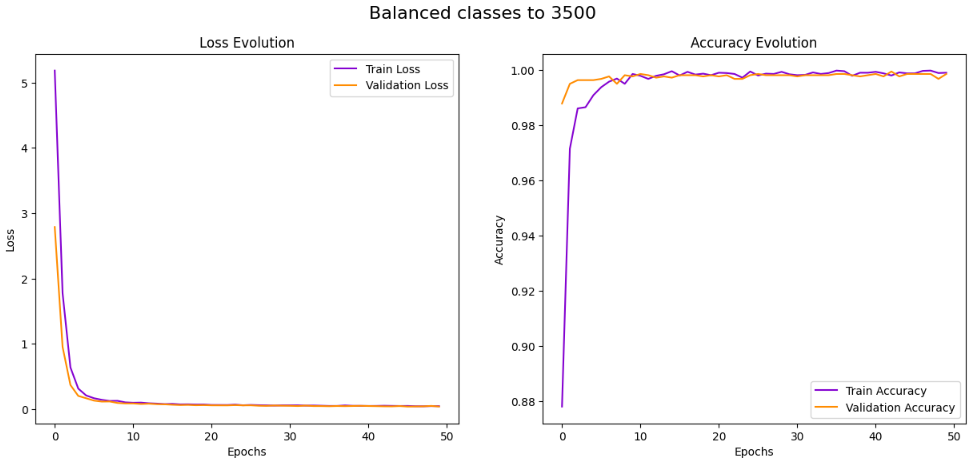 Balanced classes to 3500
Loss Evolution
Train Loss
Validation Loss
5
4
3
2
1
0
Loss
0 10 20 30 40 50
Epochs
Accuracy Evolution
1.00
0.98
0.96
0.94
0.92
0.90
0.88
Accuracy
Train Accuracy
Validation Accuracy
0 10 20 30 40 50
Epochs